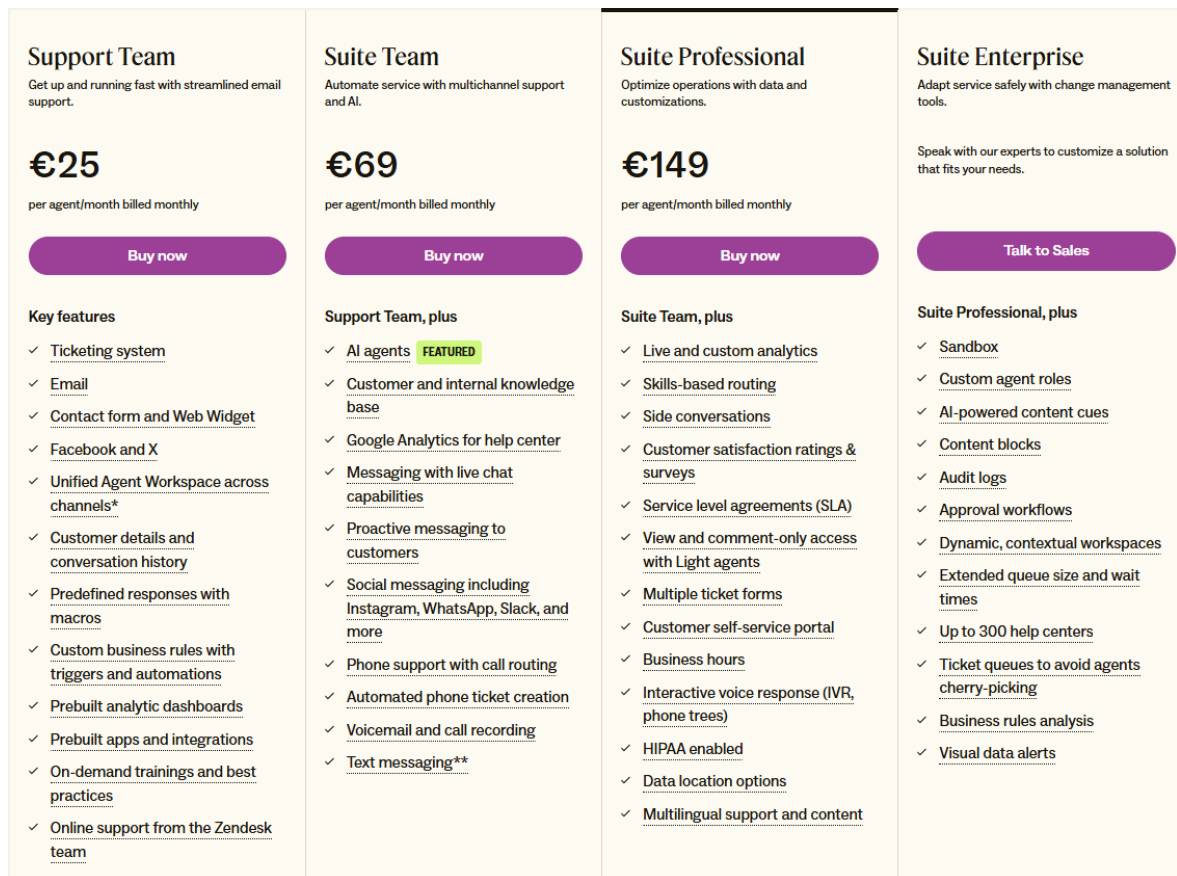 Support Team
Get up and running fast with streamlined email
support.
€25
per agent/month billed monthly
Buy now
Key features
Ticketing system
Email
Contact form and Web Widget
Facebook and X
Unified Agent Workspace across
channels*
Customer details and
conversation history
Predefined responses with
macros
Custom business rules with
triggers and automations
Prebuilt analytic dashboards
Prebuilt apps and integrations
On-demand trainings and best
practices
Online support from the Zendesk
team
Suite Team
Automate service with multichannel support
and AI.
€69
per agent/month billed monthly
Buy now
Support Team, plus
AI agents FEATURED
Customer and internal knowledge
base
Google Analytics for help center
Messaging with live chat
capabilities
Proactive messaging to
customers
Social messaging including
Instagram, WhatsApp, Slack, and
more
Phone support with call routing
Automated phone ticket creation
Voicemail and call recording
Text messaging**
Suite Professional
Optimize operations with data and
customizations.
€149
per agent/month billed monthly
Buy now
Suite Team, plus
Live and custom analytics
Skills-based routing
Side conversations
Customer satisfaction ratings &
surveys
Service level agreements (SLA)
View and comment-only access
with Light agents
Multiple ticket forms
Customer self-service portal
Business hours
Interactive voice response (IVR,
phone trees)
HIPAA enabled
Data location options
Multilingual support and content
Suite Enterprise
Adapt service safely with change management
tools.
Speak with our experts to customize a solution
that fits your needs.
Talk to Sales
Suite Professional, plus
Sandbox
Custom agent roles
AI-powered content cues
Content blocks
Audit logs
Approval workflows
Dynamic, contextual workspaces
Extended queue size and wait
times
Up to 300 help centers
Ticket queues to avoid agents
cherry-picking
Business rules analysis
Visual data alerts